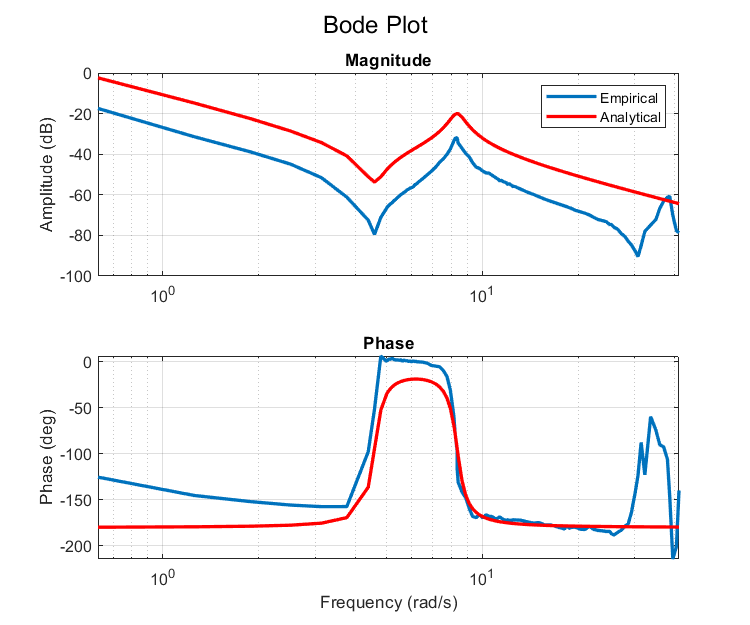 Bode Plot
Magnitude
0
-20
-40
-60
-80
-100
Amplitude (dB)
Empirical
Analytical
10^0
10^1
Phase
0
-50
-100
-150
-200
Phase (deg)
10^0
10^1
Frequency (rad/s)